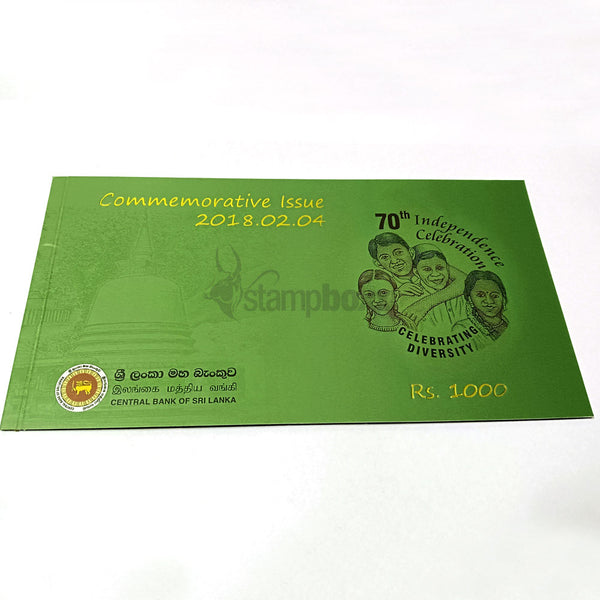 Commemorative Issue
2018.02.04
70th Independence
Celebration
CELEBRATING
DIVERSITY
stampbo
ශ්‍රී ලංකා මහ බැංකුව
இலங்கை மத்திய வங்கி
CENTRAL BANK OF SRI LANKA
Rs. 1000